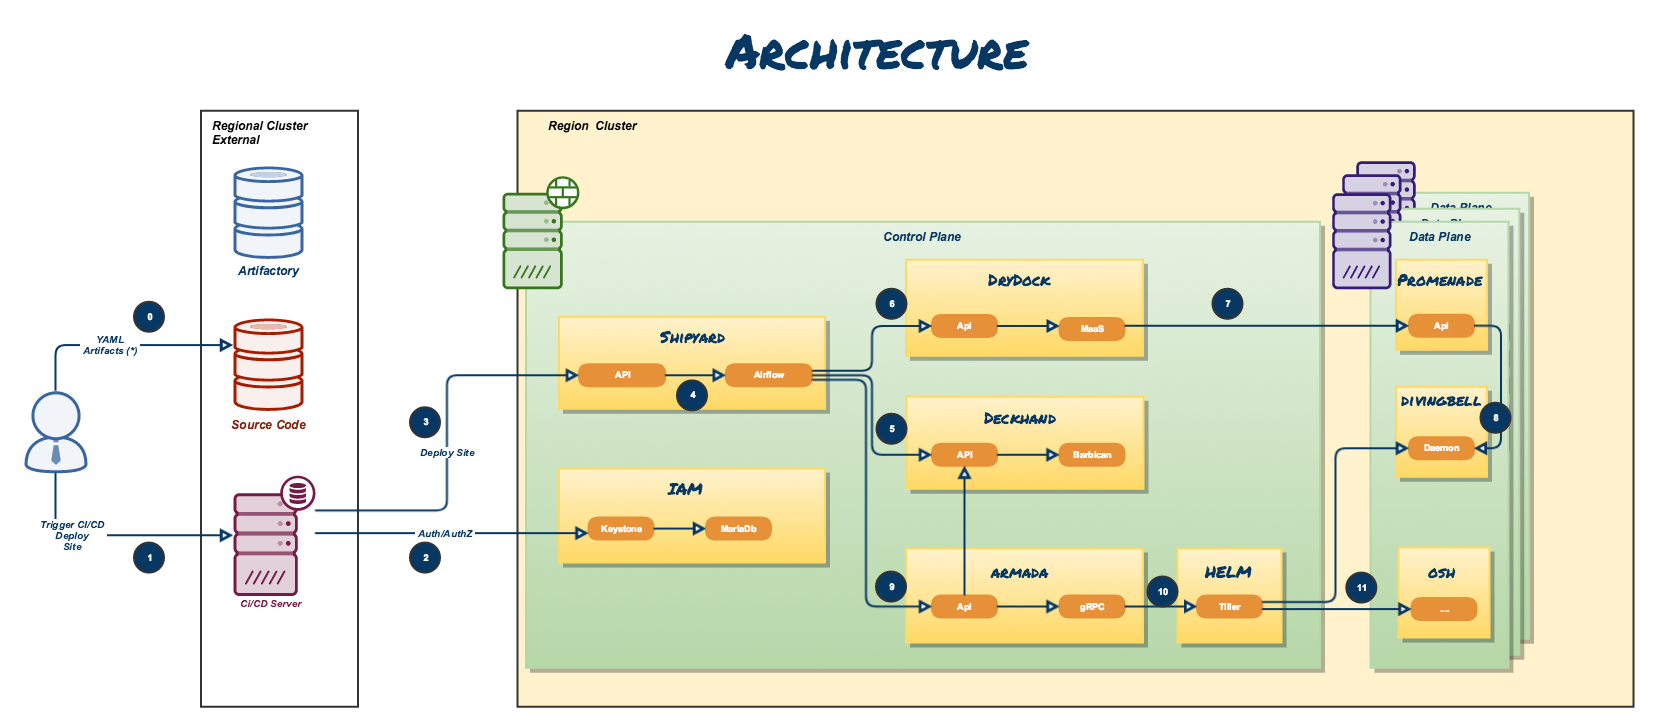 ARCHITECTURE
Regional Cluster
External
Artifactory
Source Code
Ci/CD Server
0
YAML
Artifacts (*)
Trigger CI/CD
Deploy
Site
1
3
Deploy Site
Auth/AuthZ
2
Region Cluster
Control Plane
SHIPYARD
API
Airflow
4
IAM
Keystone
MariaDb
6
DRYDOCK
Api
MaaS
7
5
DECKHAND
API
Barbican
9
ARMADA
Api
gRPC
10
HELM
Tiller
11
Data Plane
Data Plane
PROMENADE
Api
DIVINGBELL
8
Daemon
OSH
....